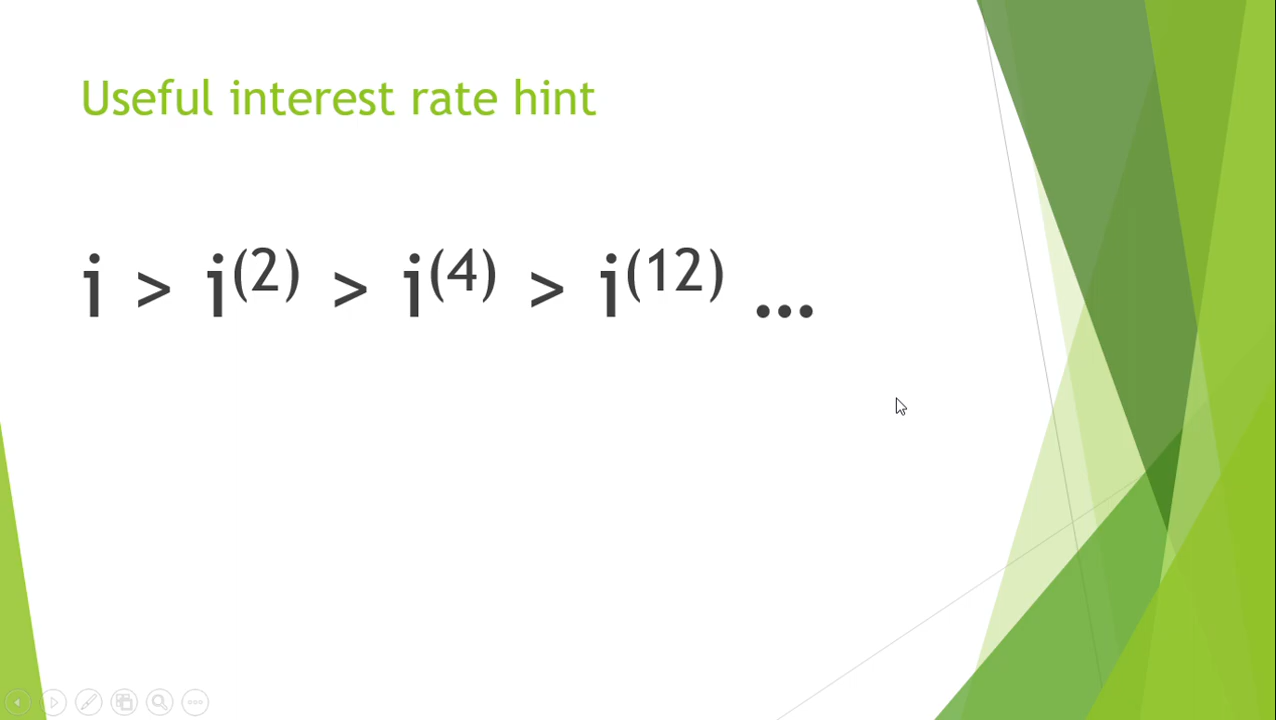 Useful interest rate hint
i > i⁽²⁾ > i⁽⁴⁾ > i⁽¹²⁾ …